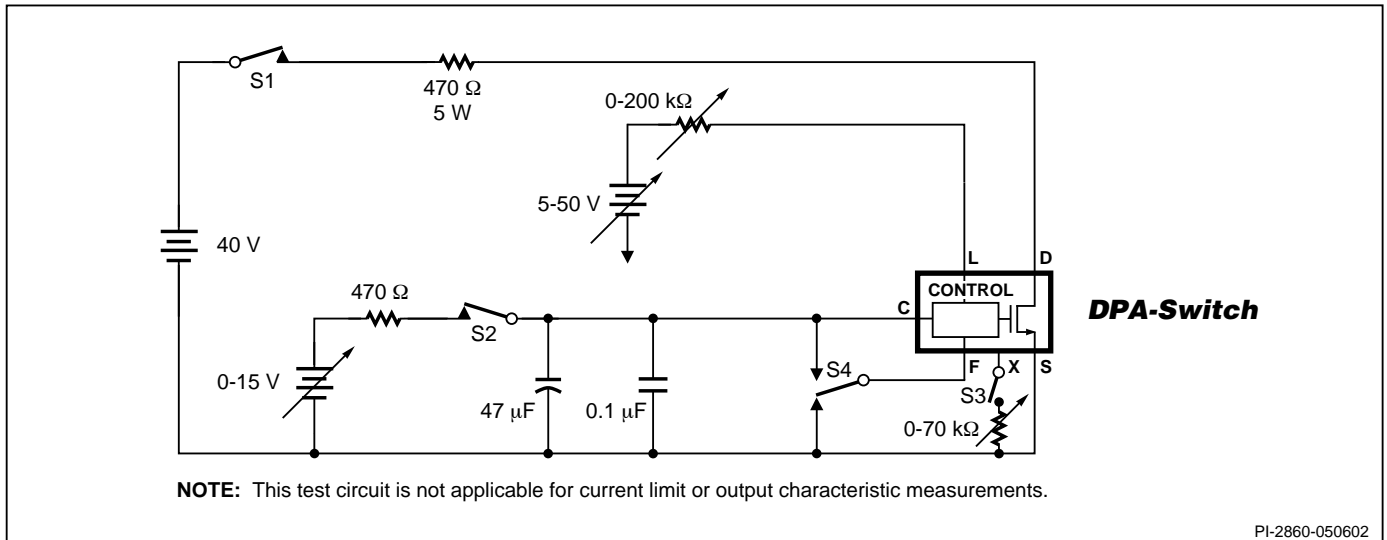 S1
470 Ω
5 W
0-200 kΩ
5-50 V
40 V
L
D
CONTROL
C
DPA-Switch
470 Ω
S2
0-15 V
F
X
S
S4
S3
47 µF
0.1 µF
0-70 kΩ
NOTE: This test circuit is not applicable for current limit or output characteristic measurements.
PI-2860-050602